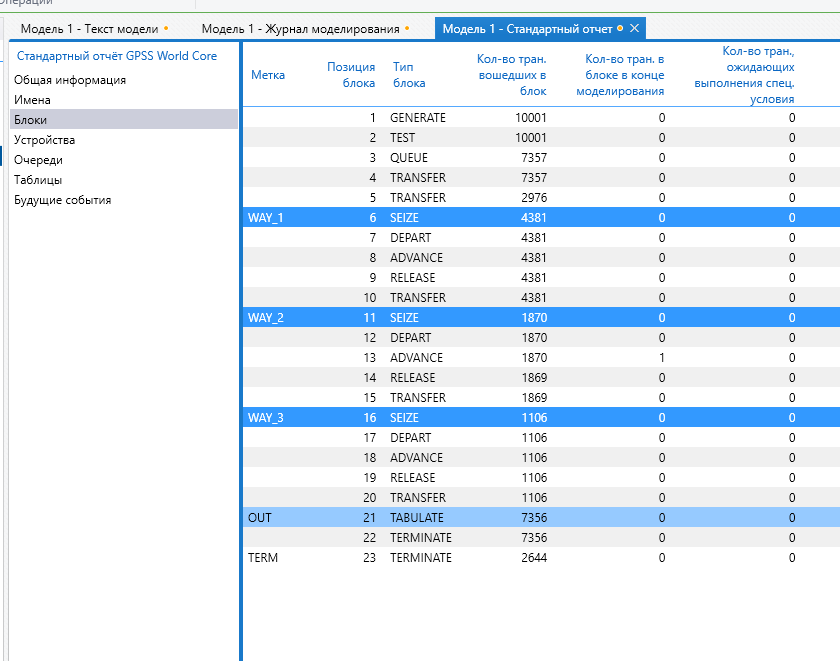 Операции
Модель 1 - Текст модели
Модель 1 - Журнал моделирования
Модель 1 - Стандартный отчет
Стандартный отчёт GPSS World Core
Общая информация
Имена
Блоки
Устройства
Очереди
Таблицы
Будущие события
Метка Позиция блока Тип блока Кол-во тран. вошедших в блок Кол-во тран. в блоке в конце моделирования Кол-во тран., ожидающих выполнения спец. условия
1 GENERATE 10001 0 0
2 TEST 10001 0 0
3 QUEUE 7357 0 0
4 TRANSFER 7357 0 0
5 TRANSFER 2976 0 0
WAY_1 6 SEIZE 4381 0 0
7 DEPART 4381 0 0
8 ADVANCE 4381 0 0
9 RELEASE 4381 0 0
10 TRANSFER 4381 0 0
WAY_2 11 SEIZE 1870 0 0
12 DEPART 1870 0 0
13 ADVANCE 1870 1 0
14 RELEASE 1869 0 0
15 TRANSFER 1869 0 0
WAY_3 16 SEIZE 1106 0 0
17 DEPART 1106 0 0
18 ADVANCE 1106 0 0
19 RELEASE 1106 0 0
20 TRANSFER 1106 0 0
OUT 21 TABULATE 7356 0 0
22 TERMINATE 7356 0 0
TERM 23 TERMINATE 2644 0 0